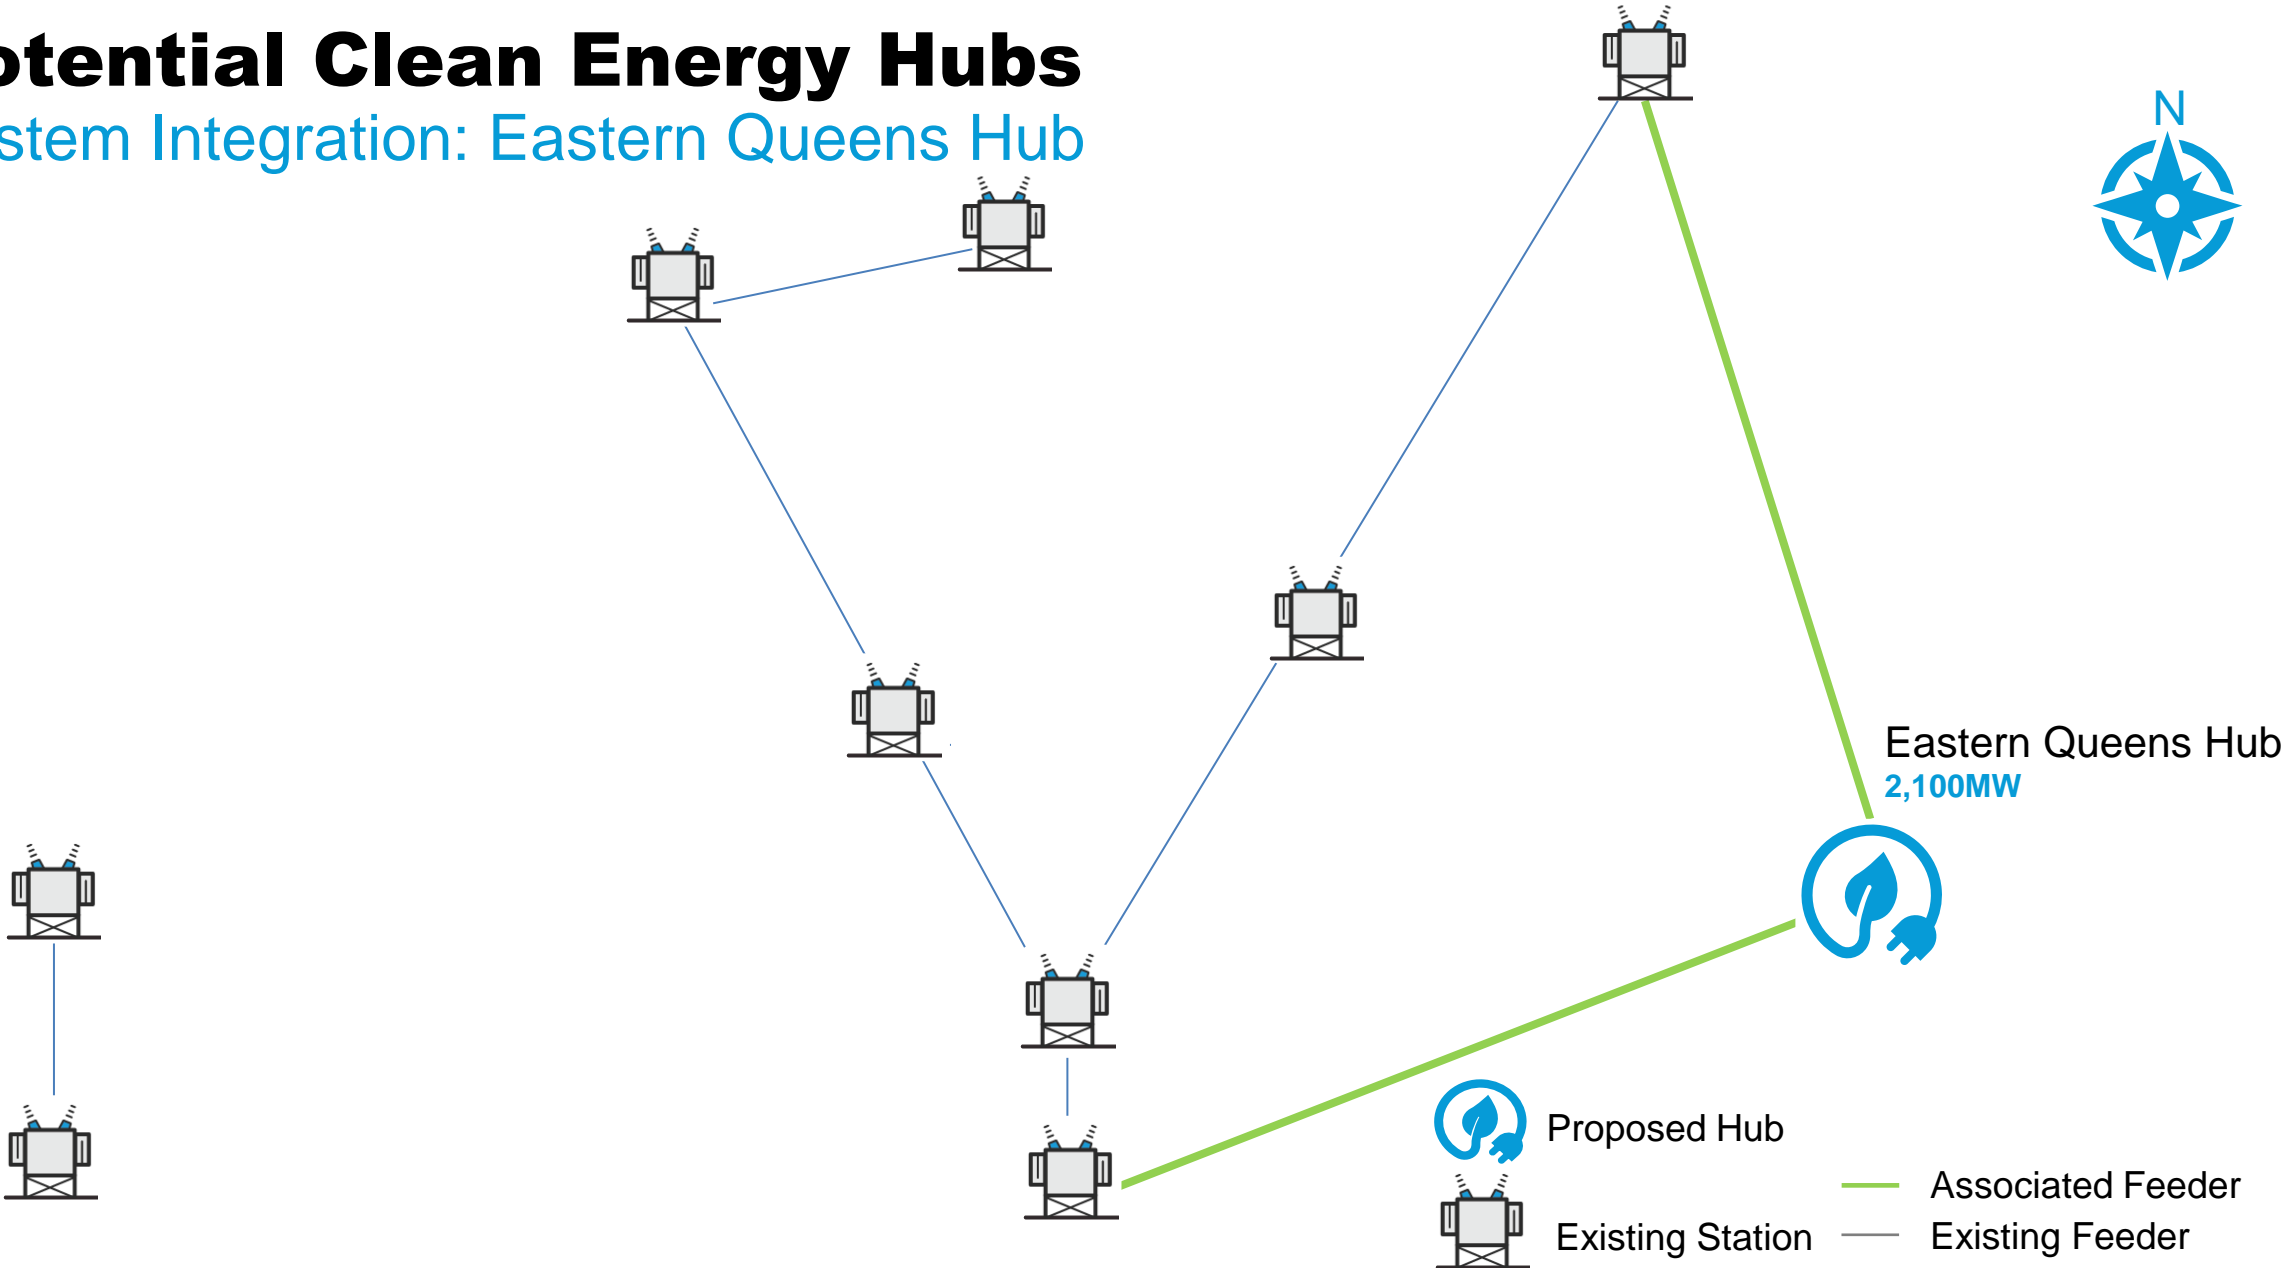 otential Clean Energy Hubs
stem Integration: Eastern Queens Hub
N
Eastern Queens Hub
2,100MW
Proposed Hub
Associated Feeder
Existing Station
Existing Feeder